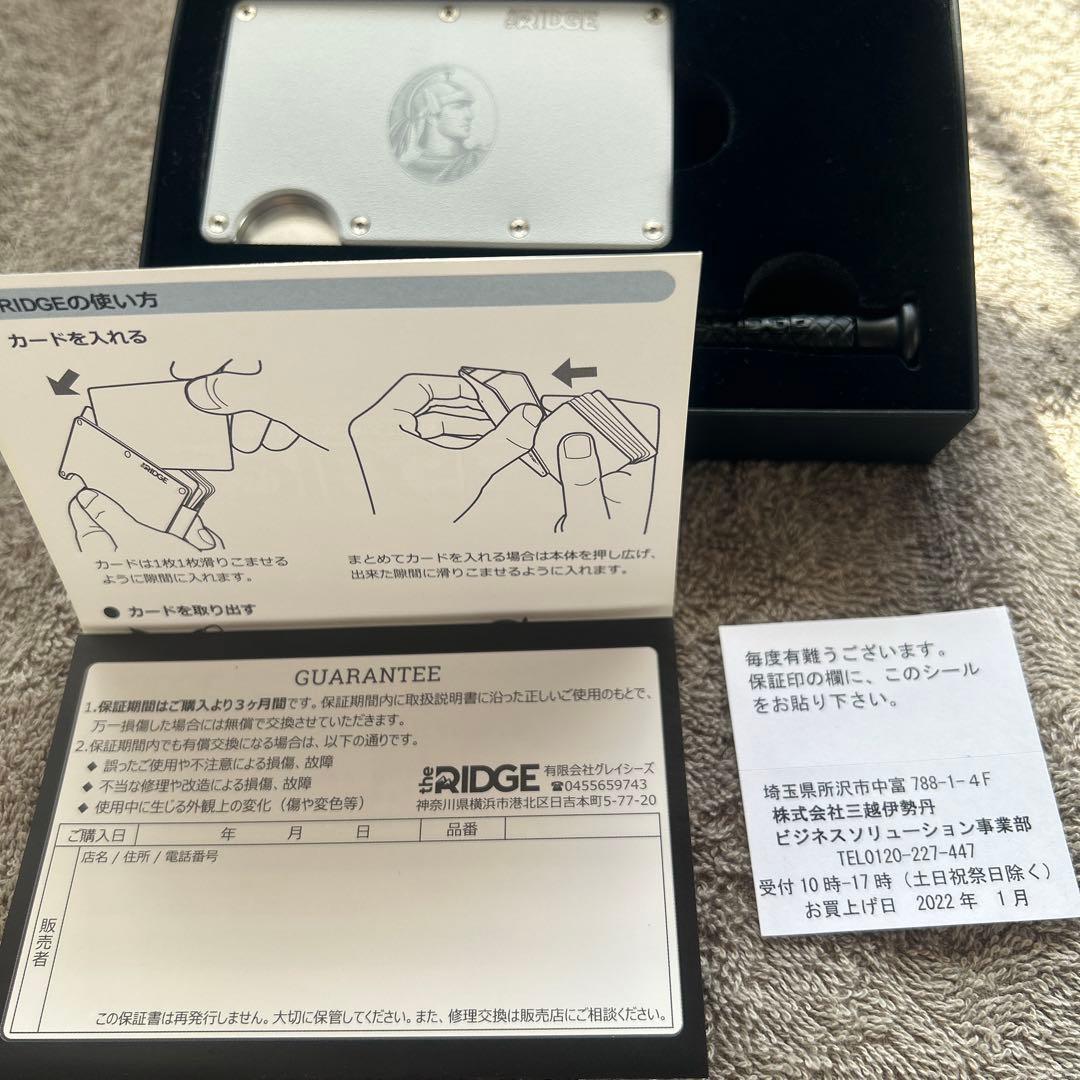 the RIDGE
RIDGE
RIDGEの使い方
カードを入れる
the RIDGE
カードは1枚1枚滑りこませる
ように隙間に入れます。
まとめてカードを入れる場合は本体を押し広げ、
出来た隙間に滑りこませるように入れます。
● カードを取り出す
GUARANTEE
1.保証期間はご購入より3ヶ月間です。保証期間内に取扱説明書に沿った正しいご使用のもとで、
万一損傷した場合には無償で交換させていただきます。
2.保証期間内でも有償交換になる場合は、以下の通りです。
◆ 誤ったご使用や不注意による損傷、故障
◆ 不当な修理や改造による損傷、故障
◆ 使用中に生じる外観上の変化（傷や変色等）
the RIDGE 有限会社グレイシーズ
☎0455659743
神奈川県横浜市港北区日吉本町5-77-20
ご購入日 年 月 日 品番
店名 / 住所 / 電話番号
販売者
この保証書は再発行しません。大切に保管してください。また、修理交換は販売店にご相談ください。
毎度有難うございます。
保証印の欄に、このシール
をお貼り下さい。
埼玉県所沢市中富 788-1-4F
株式会社三越伊勢丹
ビジネスソリューション事業部
TEL0120-227-447
受付 10 時-17 時（土日祝祭日除く）
お買上げ日 2022 年 1 月